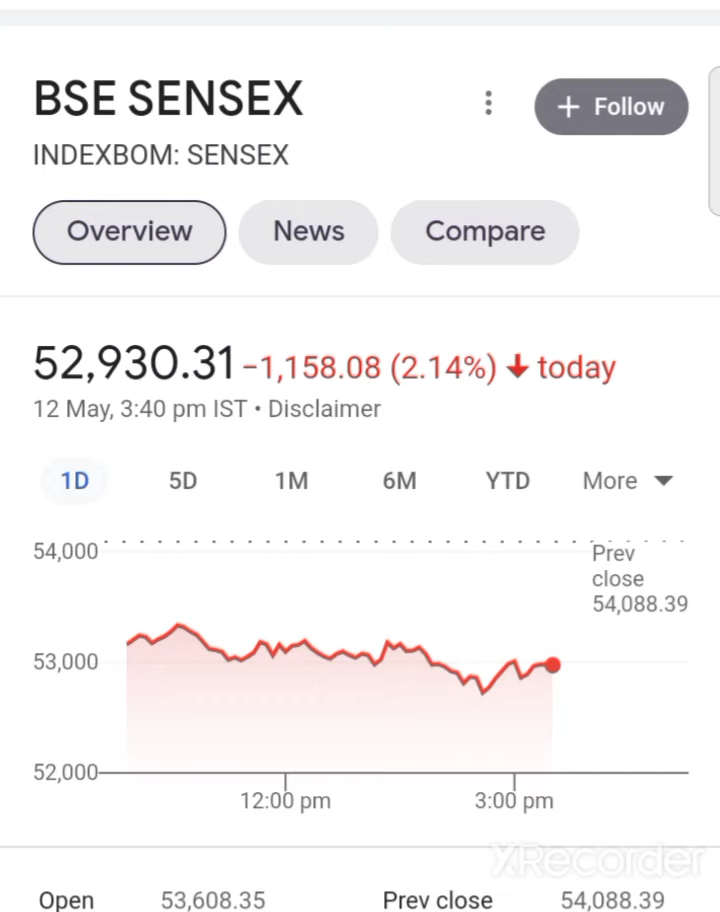 BSE SENSEX
+ Follow
INDEXBOM: SENSEX
Overview News Compare
52,930.31 -1,158.08 (2.14%) ↓ today
12 May, 3:40 pm IST • Disclaimer
1D 5D 1M 6M YTD More
54,000
Prev
close
54,088.39
53,000
52,000
12:00 pm 3:00 pm
XRecorder
Open 53,608.35 Prev close 54,088.39